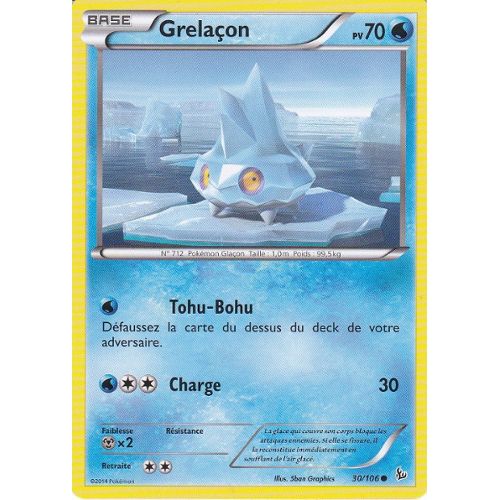 BASE
Grelaçon
PV70
N° 712 Pokémon Glaçon Taille : 1,0m Poids : 99,5kg
Tohu-Bohu
Défaussez la carte du dessus du deck de votre
adversaire.
Charge 30
Faiblesse Résistance
×2
Retraite
La glace qui couvre son corps bloque les
attaques ennemies. Si elle se fissure, il
la reconstitue immédiatement en
soufflant de l'air glacé.
©2014 Pokémon
Illus. 5ban Graphics
30/106